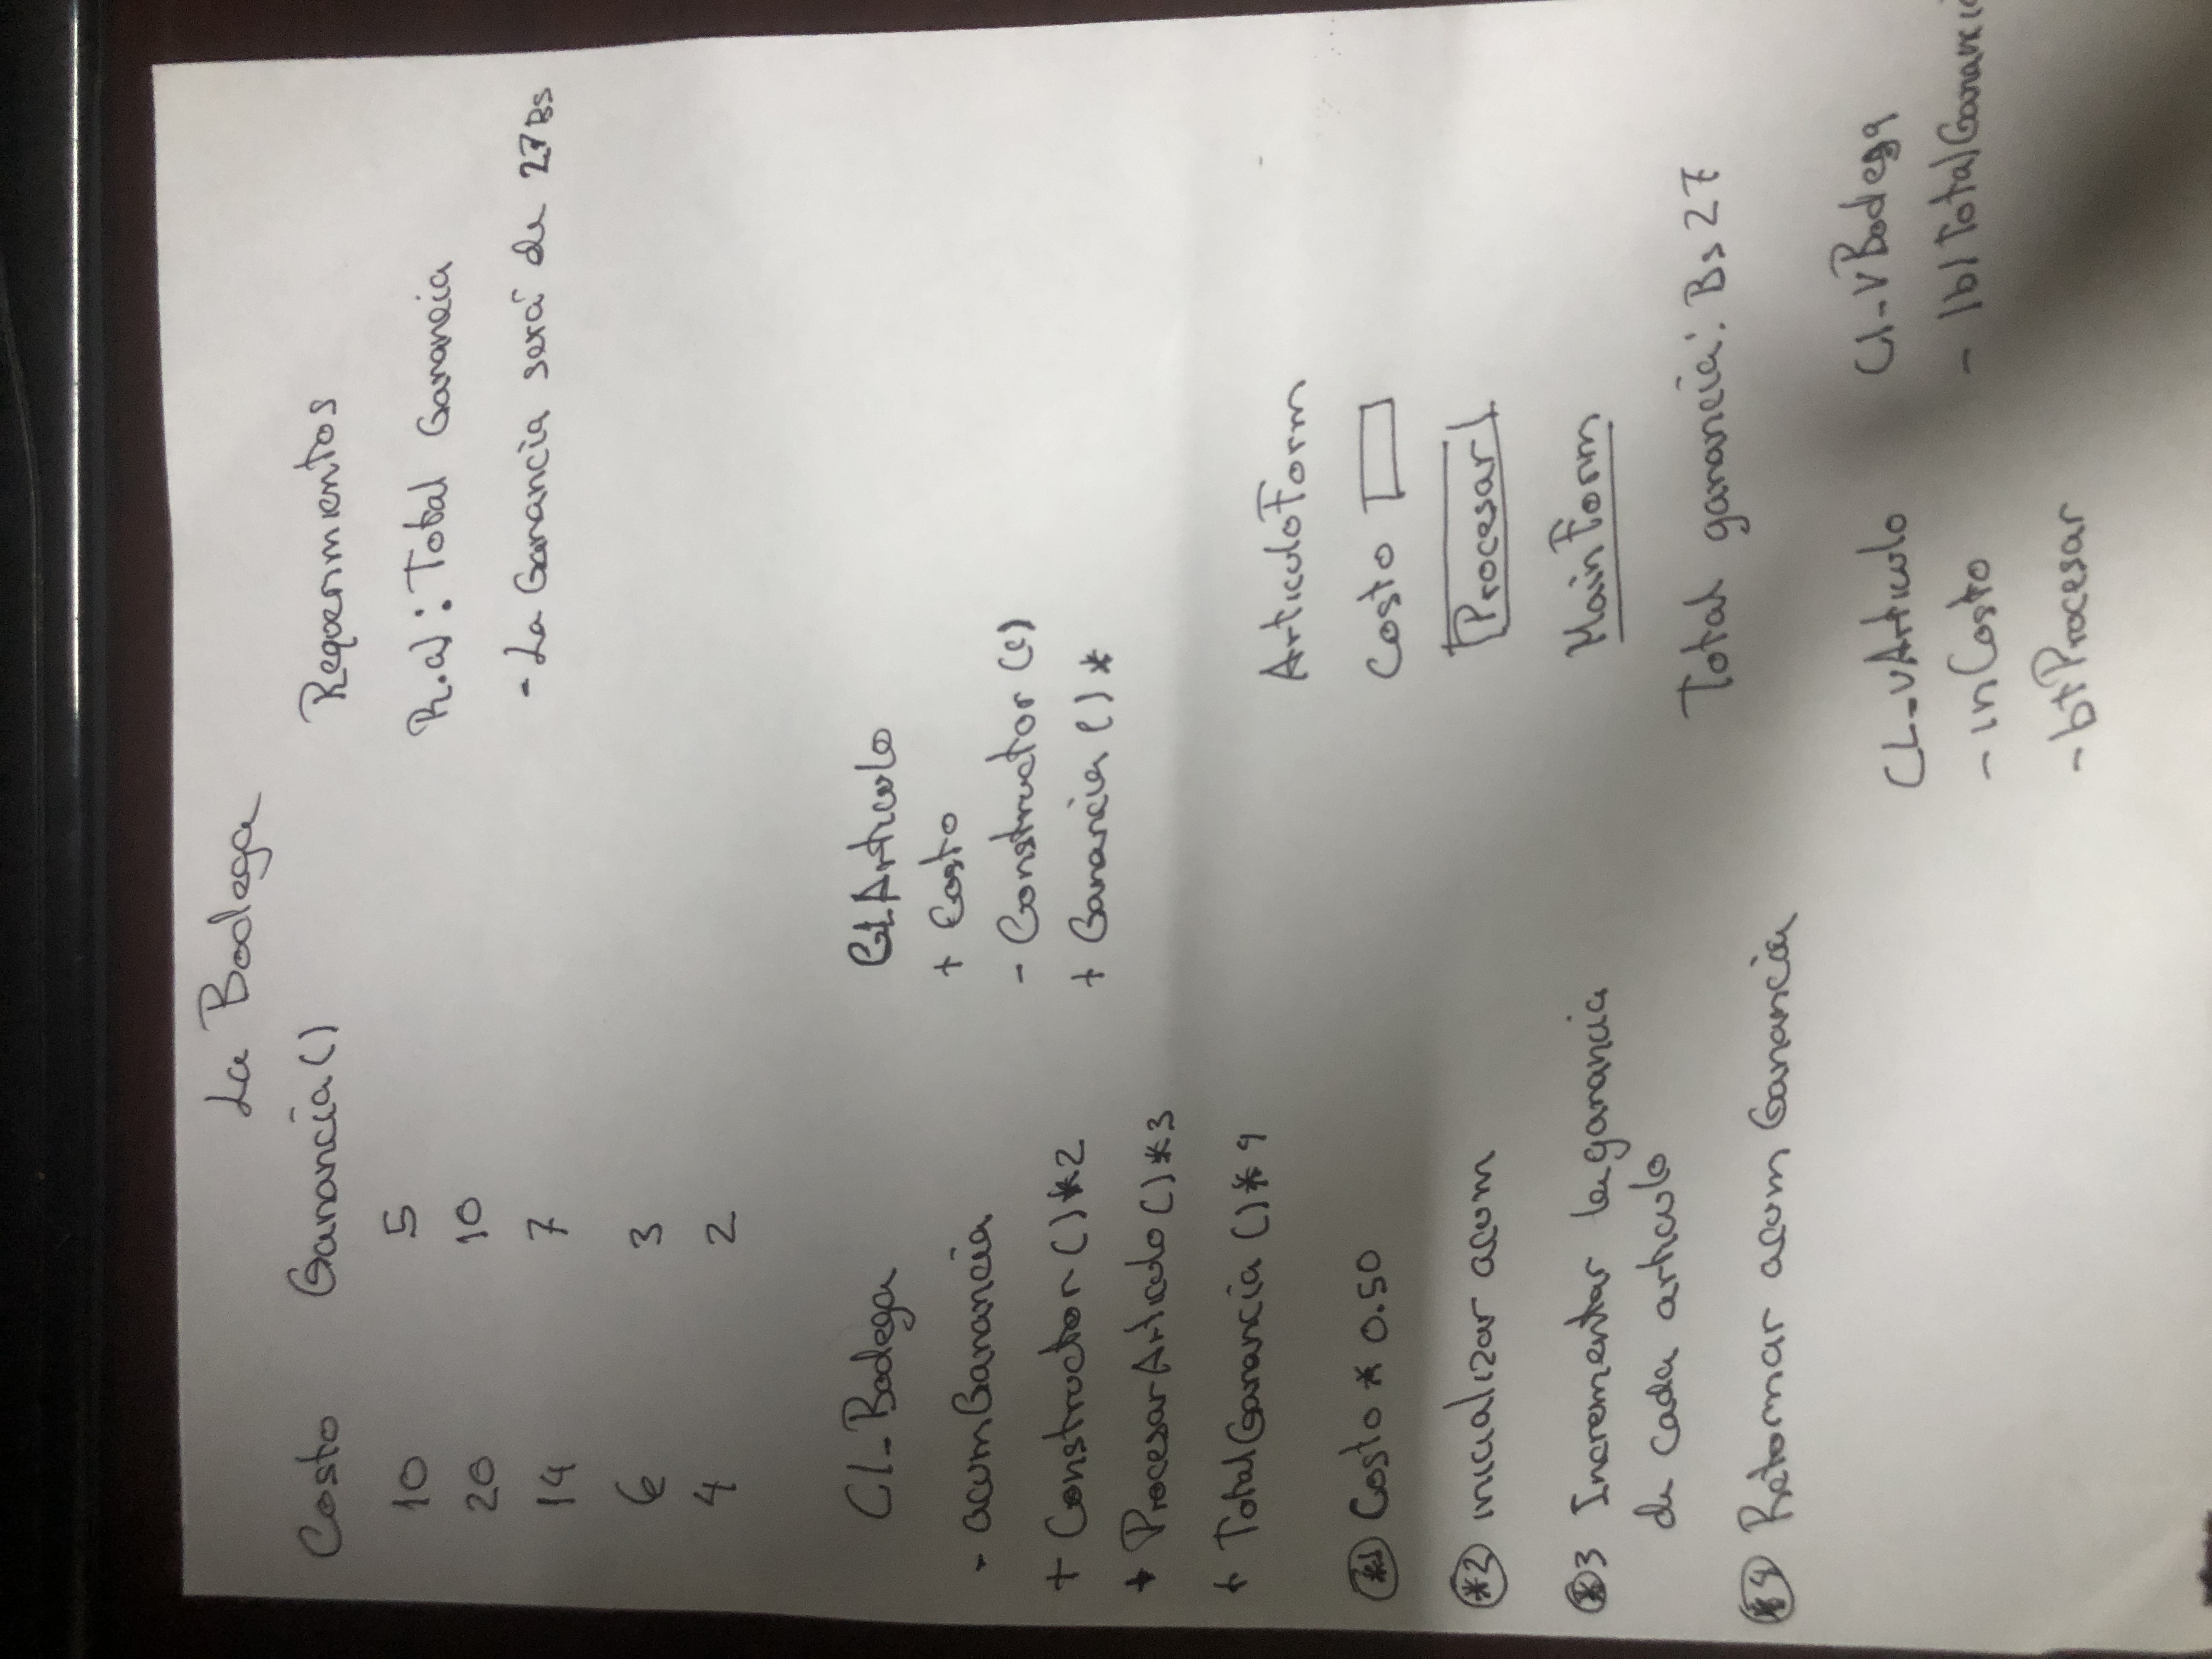 La Bodega
Costo Ganancia()
10 5
20 10
14 7
6 3
4 2
Requerimientos
R.a): Total Ganancia
- La Ganancia será de 27 Bs
Cl_Bodega
- acumGanancia
+ Constructor ()*2
+ ProcesarArticulo ()*3
+ TotalGanancia ()*4
Cl_Articulo
+ Costo
- Constructor (c)
+ Ganancia () *
*1 Costo * 0.50
*2 inicializar acum
*3 Incrementar la ganancia
de cada articulo
*4 Retornar acum Ganancia
ArticuloForm
Costo
Procesar
MainForm
Total ganancia: Bs 27
CL_vArticulo
- inCosto
- btProcesar
Cl_vBodega
- lblTotalGananci